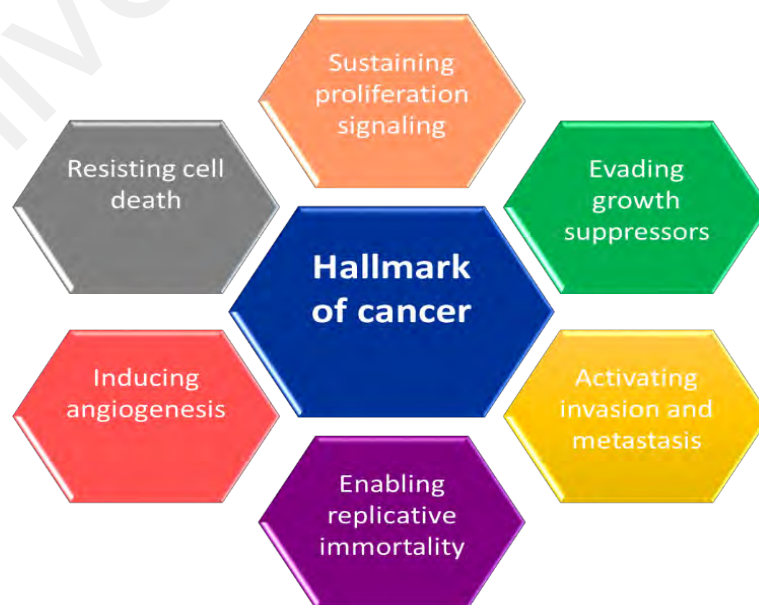 Sustaining
proliferation
signaling
Resisting cell
death
Evading
growth
suppressors
Hallmark
of cancer
Inducing
angiogenesis
Activating
invasion and
metastasis
Enabling
replicative
immortality